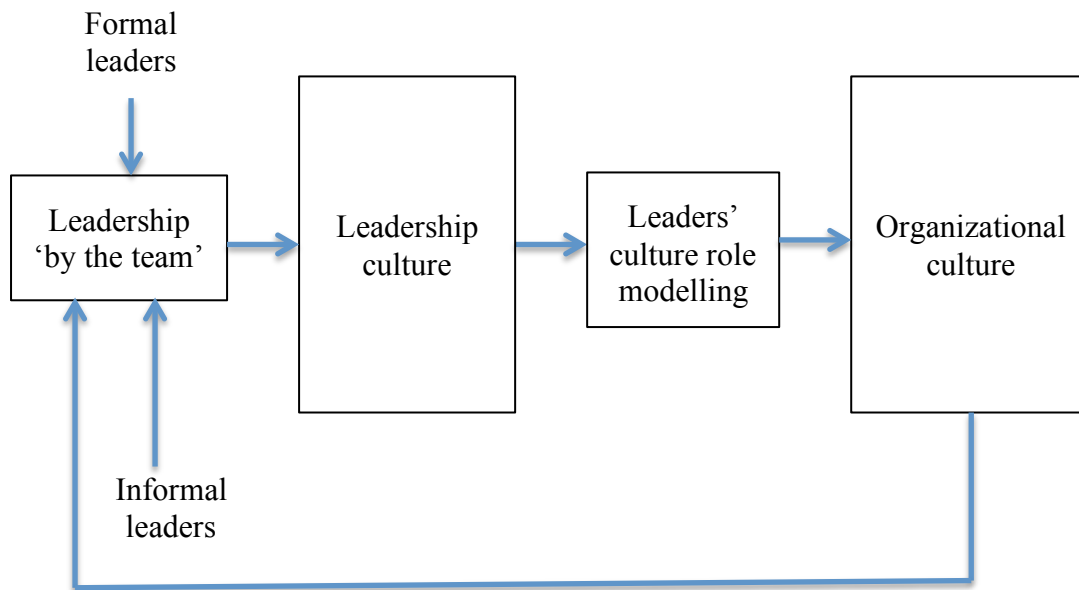 Formal
leaders
Leadership
‘by the team’
Leadership
culture
Leaders’
culture role
modelling
Organizational
culture
Informal
leaders